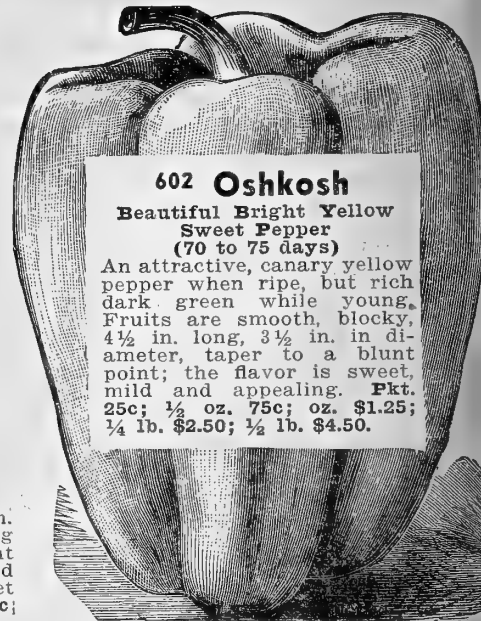 602 Oshkosh
Beautiful Bright Yellow
Sweet Pepper
(70 to 75 days)
An attractive, canary yellow
pepper when ripe, but rich
dark green while young.
Fruits are smooth, blocky,
4½ in. long, 3½ in. in di-
ameter, taper to a blunt
point; the flavor is sweet,
mild and appealing. Pkt.
25c; ½ oz. 75c; oz. $1.25;
¼ lb. $2.50; ½ lb. $4.50.